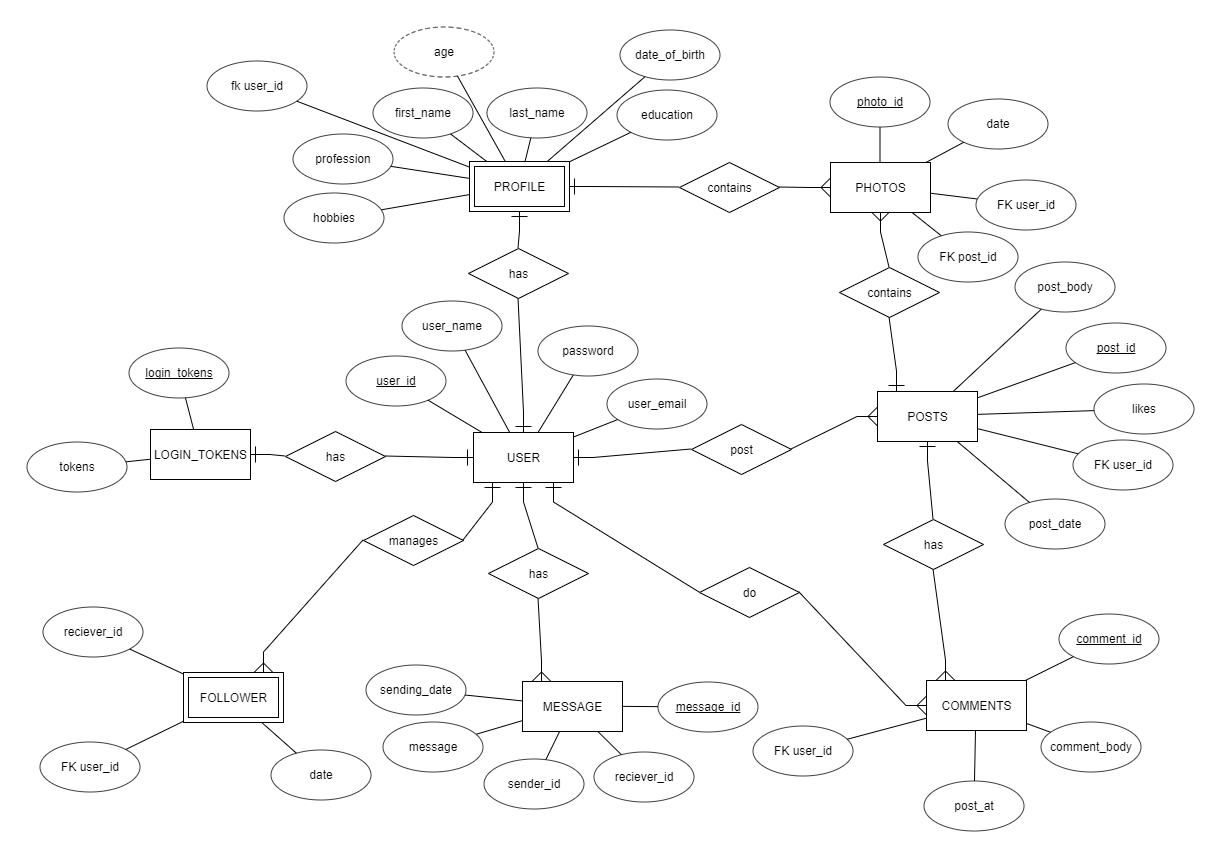 age
date_of_birth
fk user_id
first_name
last_name
education
photo_id
date
profession
PROFILE
contains
PHOTOS
FK user_id
hobbies
FK post_id
has
contains
post_body
user_name
password
post_id
login_tokens
user_id
user_email
likes
POSTS
LOGIN_TOKENS
has
USER
post
FK user_id
tokens
post_date
manages
has
has
do
reciever_id
comment_id
sending_date
FOLLOWER
MESSAGE
message_id
COMMENTS
message
FK user_id
comment_body
FK user_id
date
sender_id
reciever_id
post_at